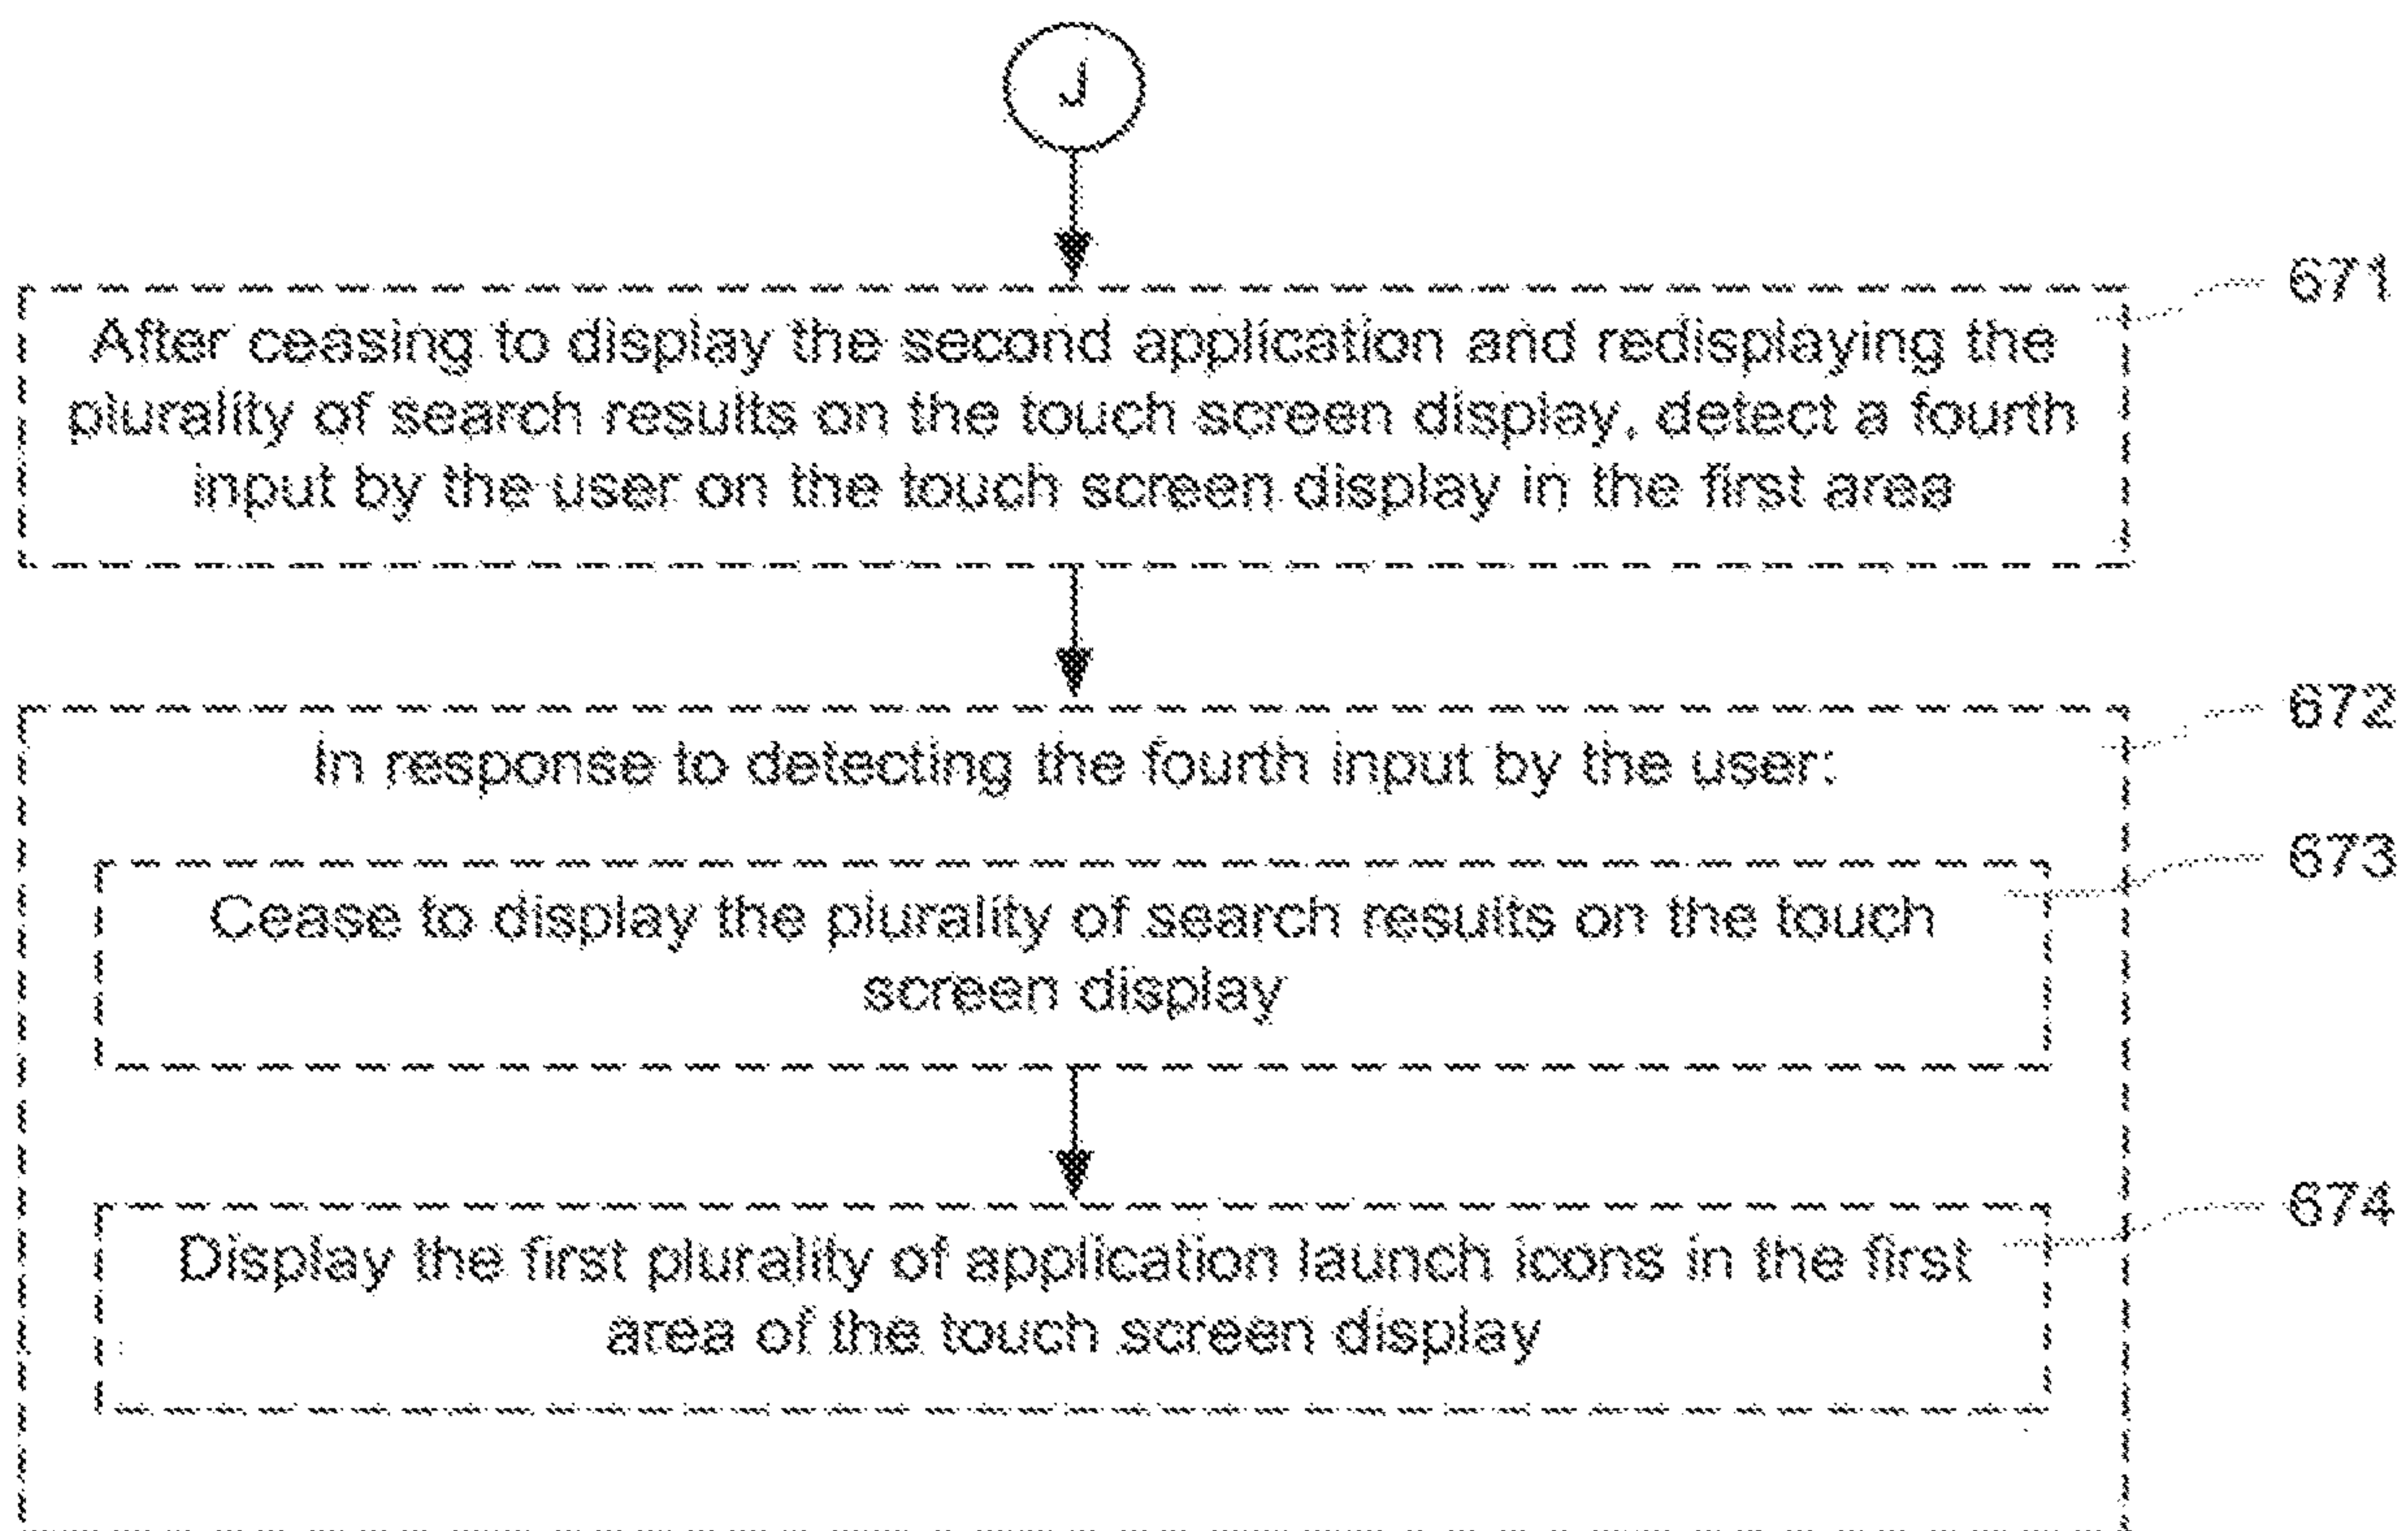 J
671
After ceasing to display the second application and redisplaying the
plurality of search results on the touch screen display, detect a fourth
input by the user on the touch screen display in the first area
672
In response to detecting the fourth input by the user:
673
Cease to display the plurality of search results on the touch
screen display
674
Display the first plurality of application launch icons in the first
area of the touch screen display